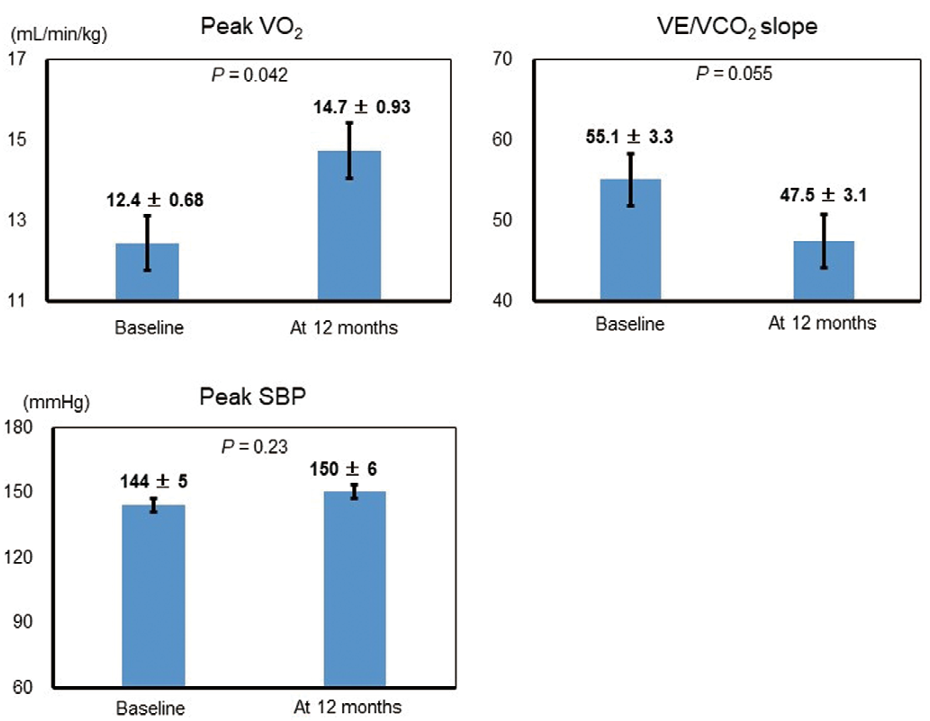 Peak VO₂
(mL/min/kg)
17
15
13
11
P = 0.042
12.4 ± 0.68
14.7 ± 0.93
Baseline
At 12 months
VE/VCO₂ slope
70
60
50
40
P = 0.055
55.1 ± 3.3
47.5 ± 3.1
Baseline
At 12 months
Peak SBP
(mmHg)
180
150
120
90
60
P = 0.23
144 ± 5
150 ± 6
Baseline
At 12 months